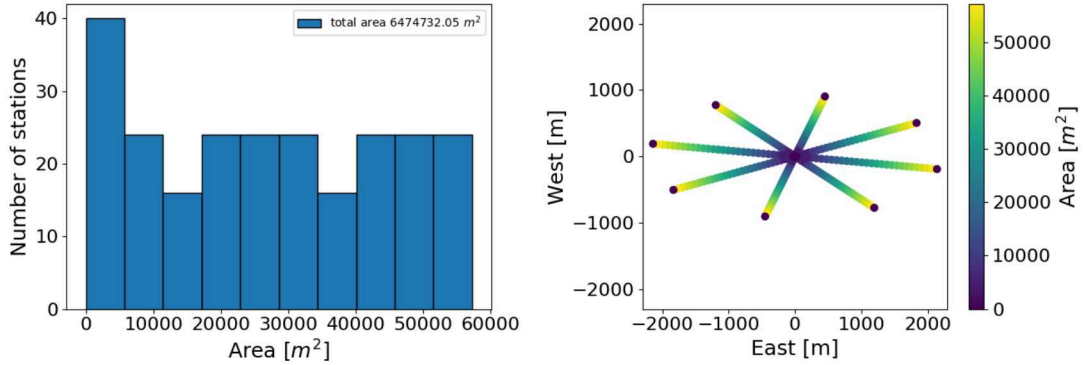 40
30
20
10
0
Number of stations
total area 6474732.05 m²
0 10000 20000 30000 40000 50000 60000
Area [m²]
2000
1000
0
−1000
−2000
West [m]
−2000 −1000 0 1000 2000
East [m]
50000
40000
30000
20000
10000
0
Area [m²]